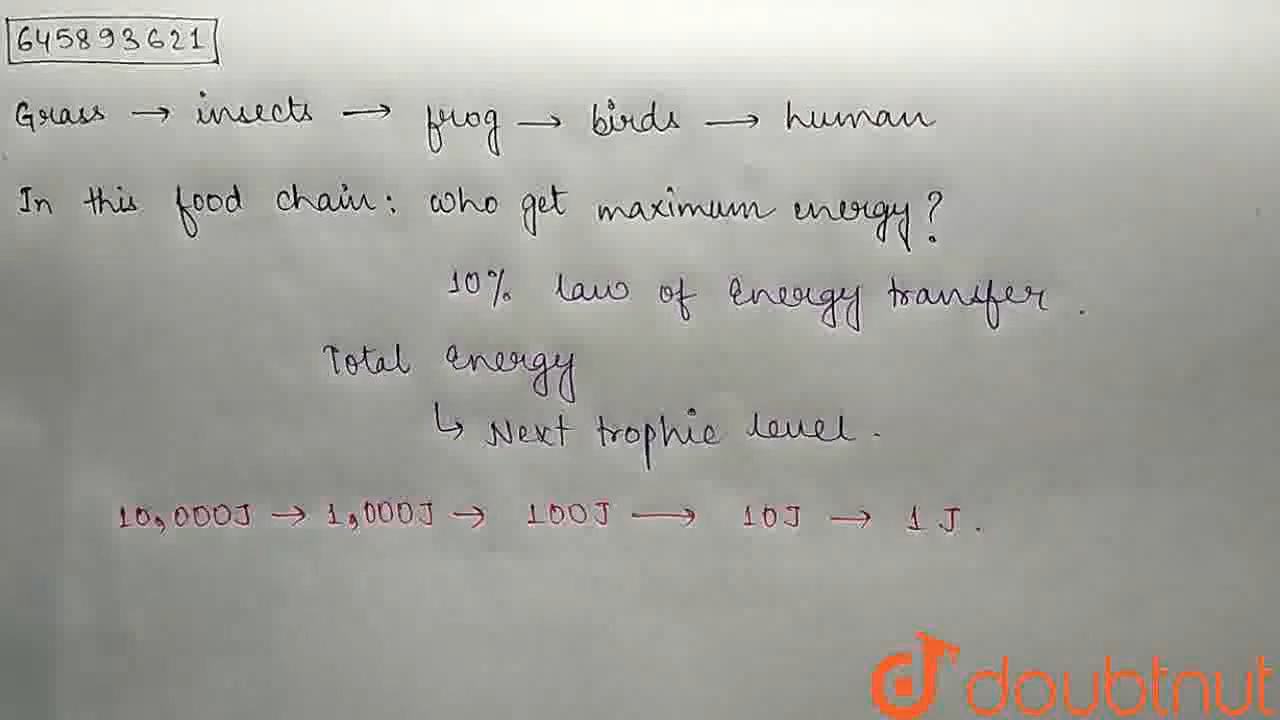 645893621
Grass → insects → frog → birds → human
In this food chain: who get maximum energy?
10% law of Energy transfer.
Total Energy
↳ Next trophic level.
10,000J → 1,000J → 100J → 10J → 1J.
doubtnut